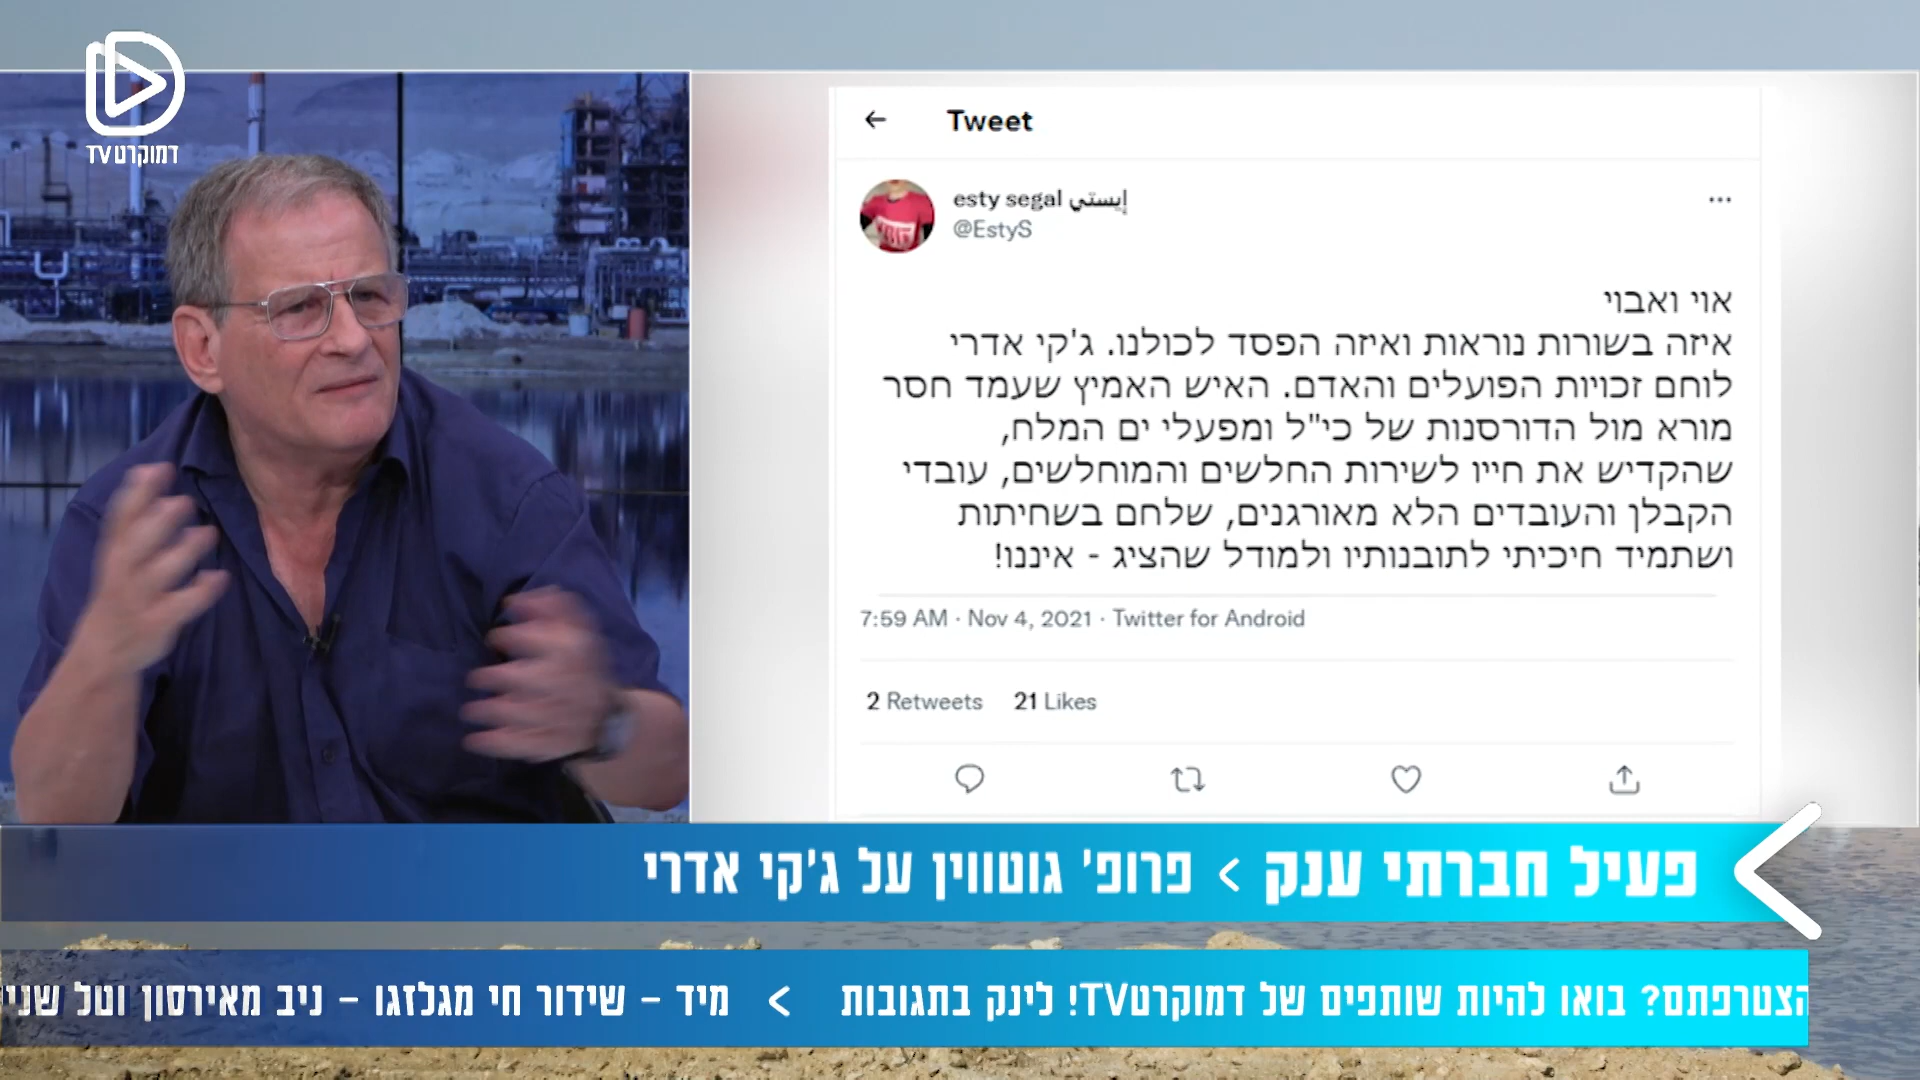 דמוקרטTV
Tweet
esty segal إيستي
@EstyS
אוי ואבוי
איזה בשורות נוראות ואיזה הפסד לכולנו. ג'קי אדרי
לוחם זכויות הפועלים והאדם. האיש האמיץ שעמד חסר
מורא מול הדורסנות של כי"ל ומפעלי ים המלח,
שהקדיש את חייו לשירות החלשים והמוחלשים, עובדי
הקבלן והעובדים הלא מאורגנים, שלחם בשחיתות
ושתמיד חיכיתי לתובנותיו ולמודל שהציג - איננו!
7:59 AM · Nov 4, 2021 · Twitter for Android
2 Retweets 21 Likes
פעיל חברתי ענק > פרופ' גוטווין על ג'קי אדרי
הצטרפתם? בואו להיות שותפים של דמוקרטTV! לינק בתגובות > מיד – שידור חי מגלזגו – ניב מאירסון וטל שני